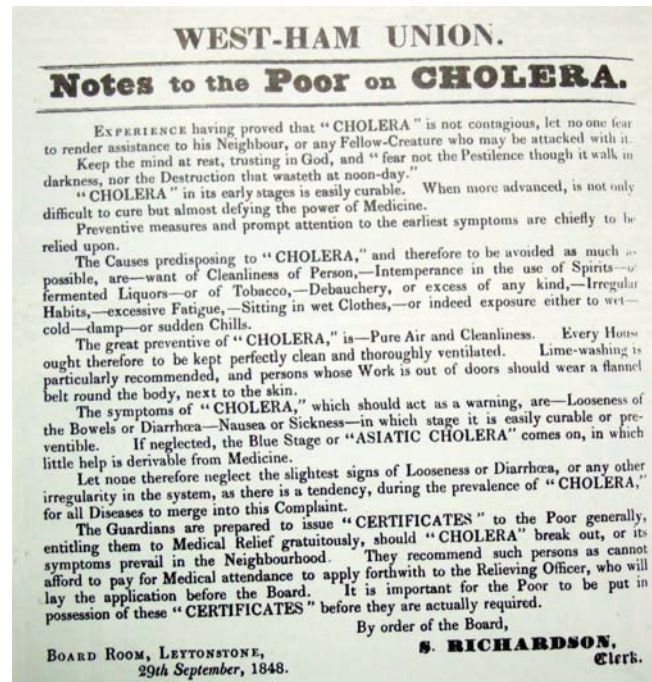 WEST-HAM UNION.
Notes to the Poor on CHOLERA.
EXPERIENCE having proved that "CHOLERA" is not contagious, let no one fear
to render assistance to his Neighbour, or any Fellow-Creature who may be attacked with it.
Keep the mind at rest, trusting in God, and "fear not the Pestilence though it walk in
darkness, nor the Destruction that wasteth at noon-day."
"CHOLERA" in its early stages is easily curable. When more advanced, is not only
difficult to cure but almost defying the power of Medicine.
Preventive measures and prompt attention to the earliest symptoms are chiefly to be
relied upon.
The Causes predisposing to "CHOLERA," and therefore to be avoided as much as
possible, are—want of Cleanliness of Person,—Intemperance in the use of Spirits—or
fermented Liquors—or of Tobacco,—Debauchery, or excess of any kind,—Irregular
Habits,—excessive Fatigue,—Sitting in wet Clothes,—or indeed exposure either to wet—
cold—damp—or sudden Chills.
The great preventive of "CHOLERA," is—Pure Air and Cleanliness. Every House
ought therefore to be kept perfectly clean and thoroughly ventilated. Lime-washing is
particularly recommended, and persons whose Work is out of doors should wear a flannel
belt round the body, next to the skin.
The symptoms of "CHOLERA," which should act as a warning, are—Looseness of
the Bowels or Diarrhœa—Nausea or Sickness—in which stage it is easily curable or pre-
ventible. If neglected, the Blue Stage or "ASIATIC CHOLERA" comes on, in which
little help is derivable from Medicine.
Let none therefore neglect the slightest signs of Looseness or Diarrhœa, or any other
irregularity in the system, as there is a tendency, during the prevalence of "CHOLERA,"
for all Diseases to merge into this Complaint.
The Guardians are prepared to issue "CERTIFICATES" to the Poor generally,
entitling them to Medical Relief gratuitously, should "CHOLERA" break out, or its
symptoms prevail in the Neighbourhood. They recommend such persons as cannot
afford to pay for Medical attendance to apply forthwith to the Relieving Officer, who will
lay the application before the Board. It is important for the Poor to be put in
possession of these "CERTIFICATES" before they are actually required.
By order of the Board,
S. RICHARDSON,
Clerk.
BOARD ROOM, LEYTONSTONE,
29th September, 1848.